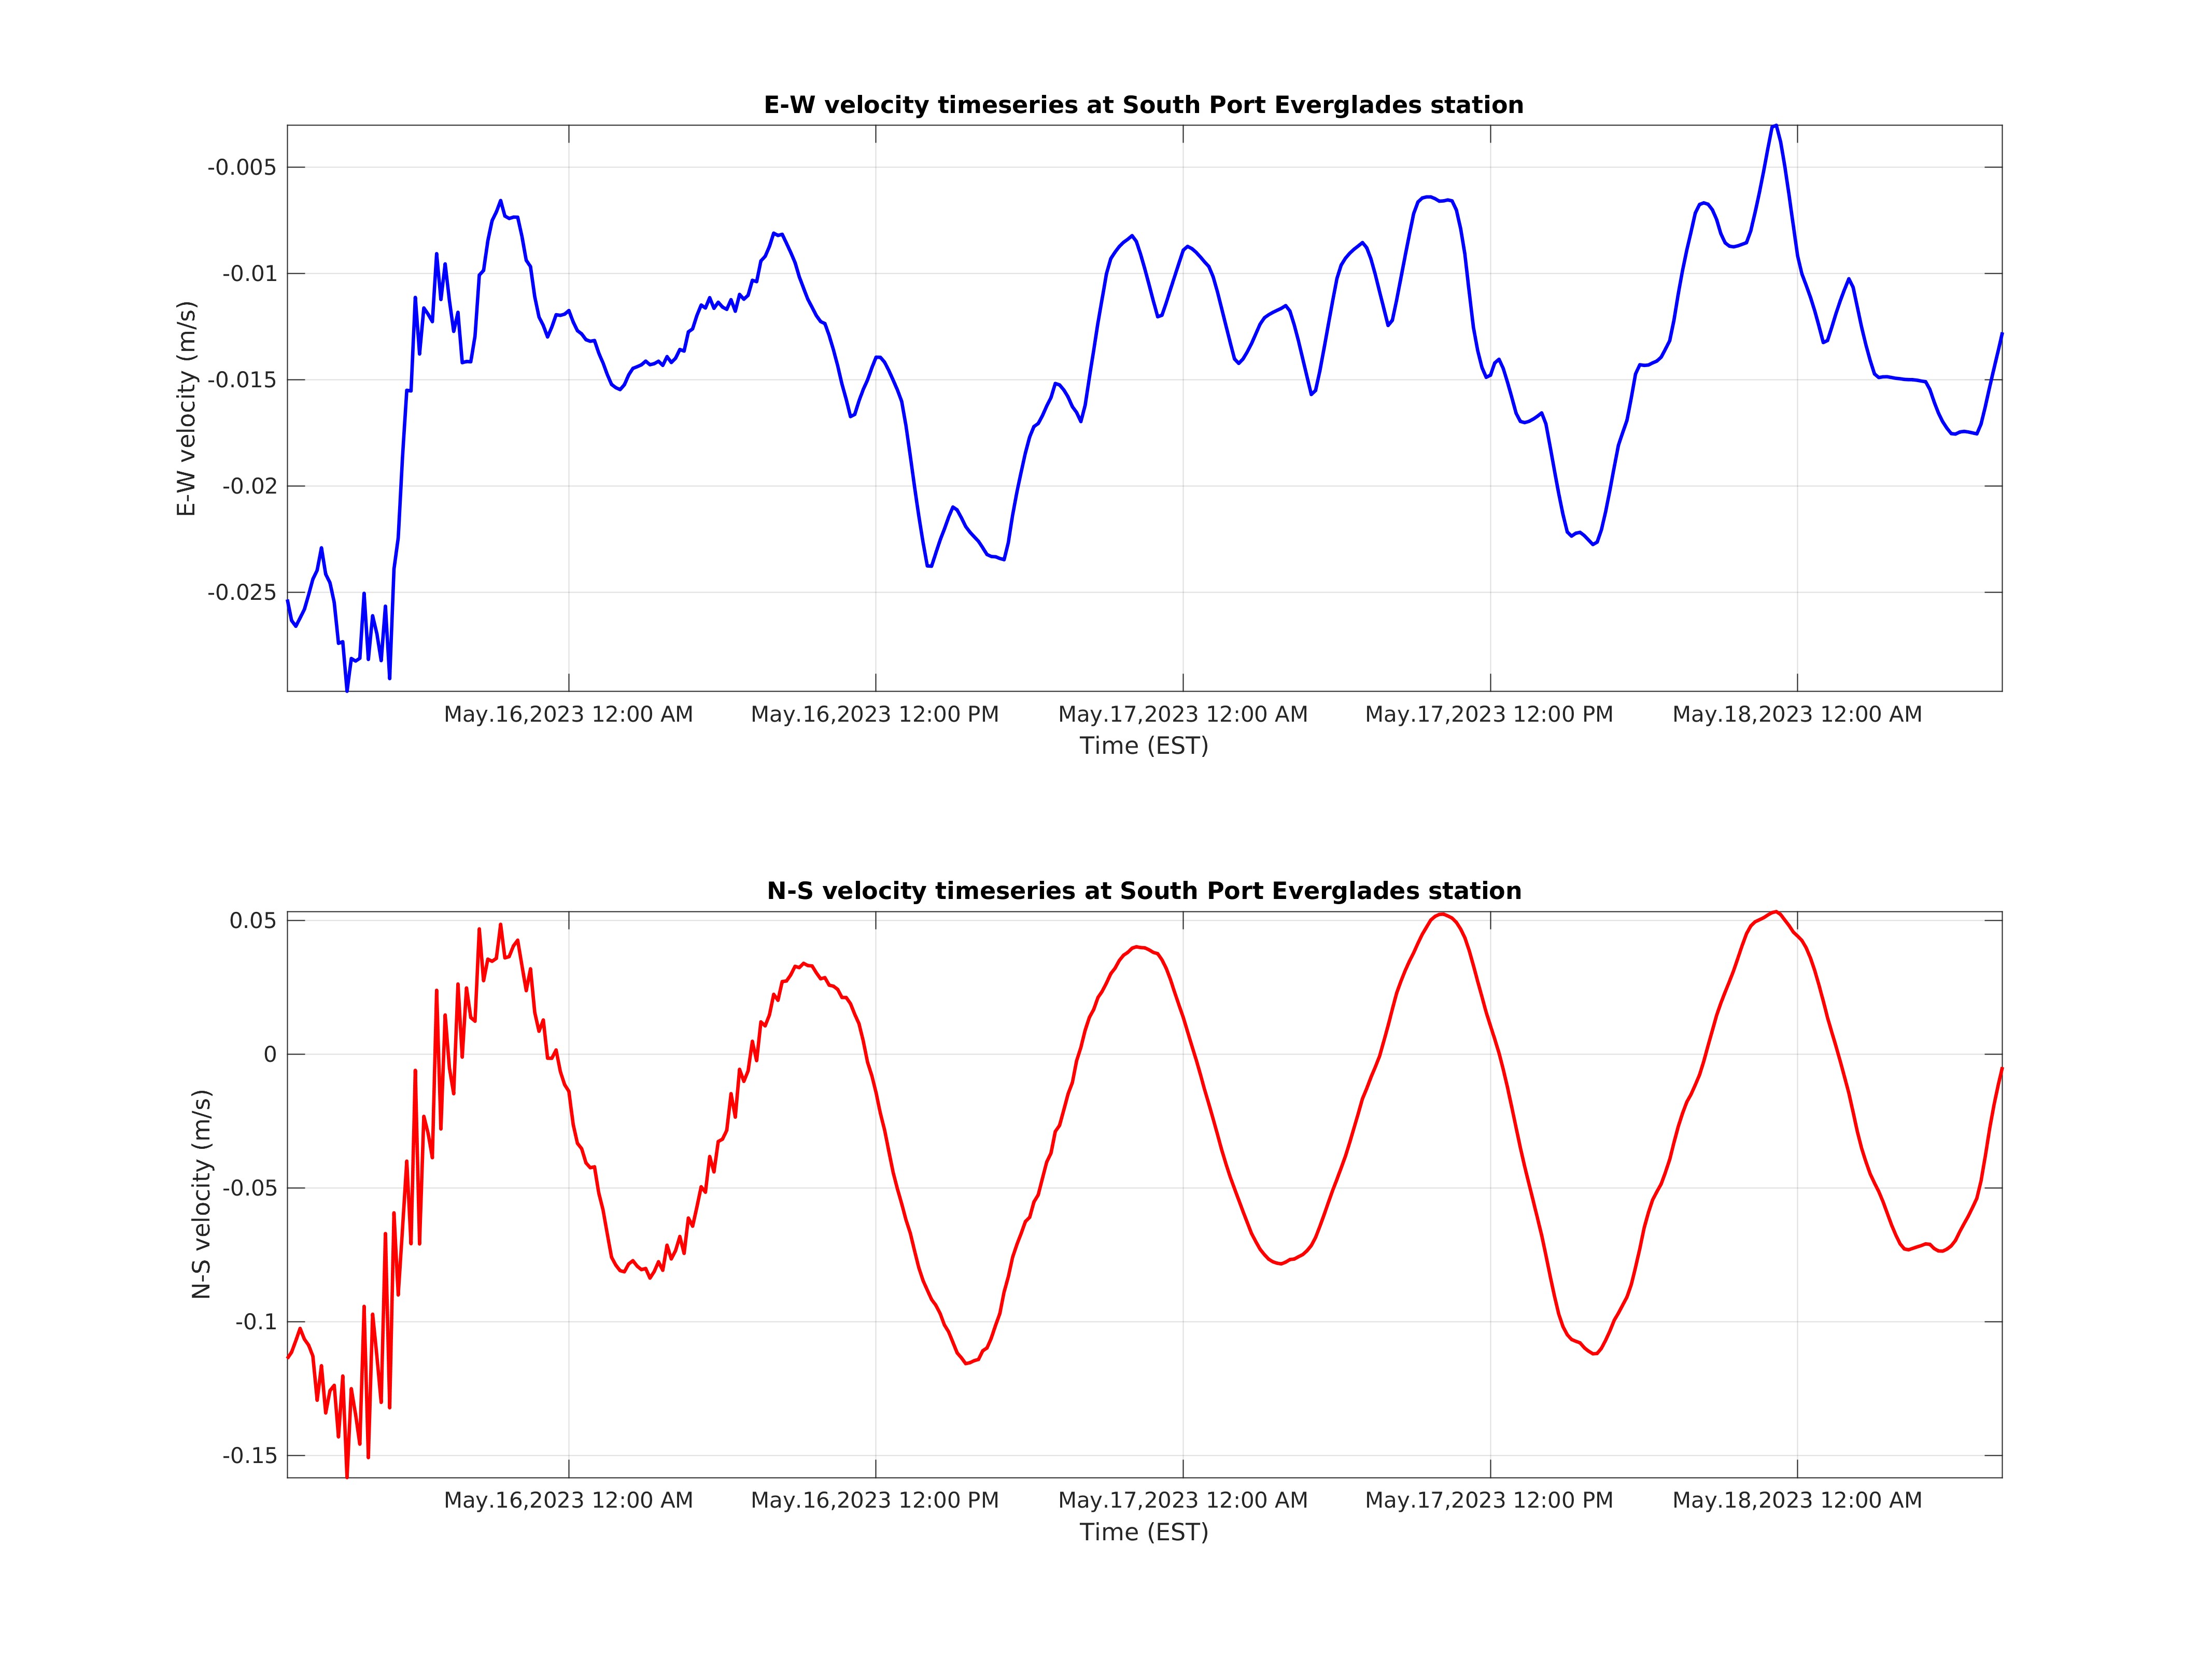 E-W velocity timeseries at South Port Everglades station
E-W velocity (m/s)
-0.005
-0.01
-0.015
-0.02
-0.025
May.16,2023 12:00 AM
May.16,2023 12:00 PM
May.17,2023 12:00 AM
May.17,2023 12:00 PM
May.18,2023 12:00 AM
Time (EST)
N-S velocity timeseries at South Port Everglades station
N-S velocity (m/s)
0.05
0
-0.05
-0.1
-0.15
May.16,2023 12:00 AM
May.16,2023 12:00 PM
May.17,2023 12:00 AM
May.17,2023 12:00 PM
May.18,2023 12:00 AM
Time (EST)